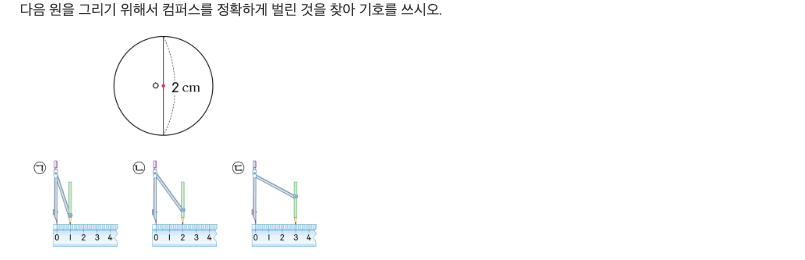 다음 원을 그리기 위해서 컴퍼스를 정확하게 벌린 것을 찾아 기호를 쓰시오.
ㅇ 2 cm
㉠ ㉡ ㉢
0 1 2 3 4 0 1 2 3 4 0 1 2 3 4